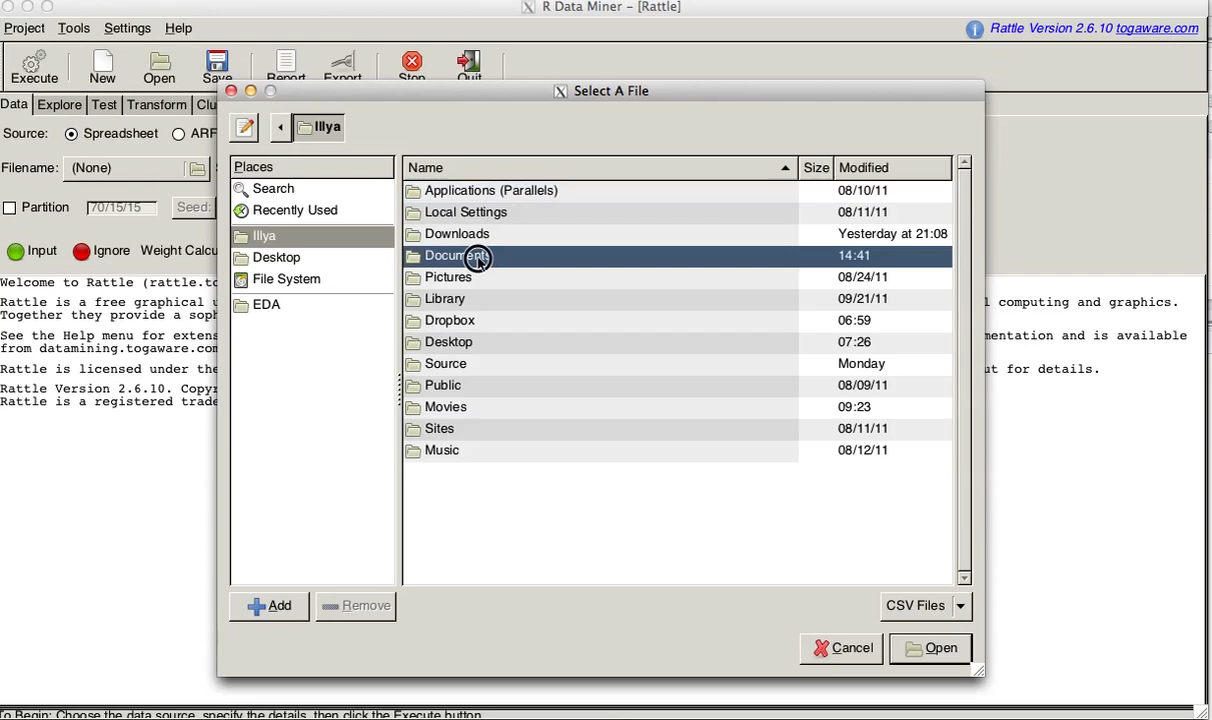 R Data Miner - [Rattle]
Project Tools Settings Help
Rattle Version 2.6.10 togaware.com
Execute New Open Save Report Export Stop Quit
Select A File
Data Explore Test Transform Clu
Illya
Source: Spreadsheet ARF
Filename: (None)
Partition 70/15/15 Seed:
Input Ignore Weight Calcu
Places
Search
Recently Used
Illya
Desktop
File System
EDA
Name Size Modified
Applications (Parallels) 08/10/11
Local Settings 08/11/11
Downloads Yesterday at 21:08
Documents 14:41
Pictures 08/24/11
Library 09/21/11
Dropbox 06:59
Desktop 07:26
Source Monday
Public 08/09/11
Movies 09:23
Sites 08/11/11
Music 08/12/11
Welcome to Rattle (rattle.to
Rattle is a free graphical l computing and graphics.
Together they provide a soph
See the Help menu for extens mentation and is available
from datamining.togaware.com
Rattle is licensed under the ut for details.
Rattle Version 2.6.10. Copyr
Rattle is a registered trade
Add Remove
CSV Files
Cancel Open
To Begin: Choose the data source, specify the details, then click the Execute button.